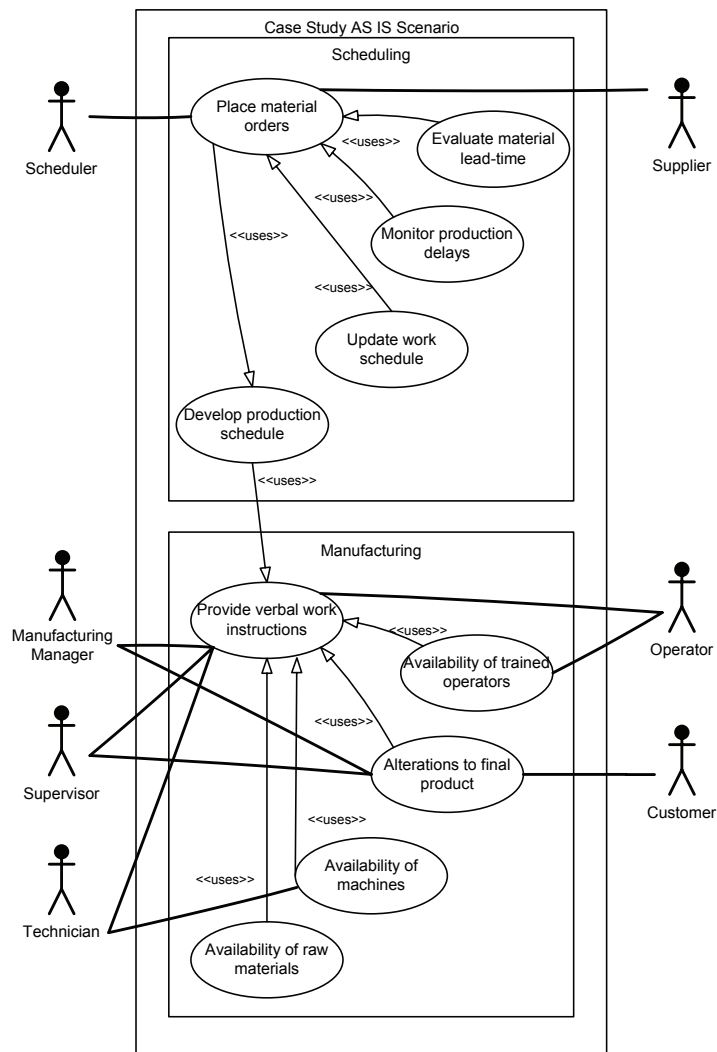 Case Study AS IS Scenario
Scheduling
Place material
orders
Scheduler
Supplier
<<uses>>
Evaluate material
lead-time
<<uses>>
Monitor production
delays
<<uses>>
<<uses>>
Update work
schedule
Develop production
schedule
<<uses>>
Manufacturing
Provide verbal work
instructions
<<uses>>
Manufacturing
Manager
Operator
Availability of trained
operators
<<uses>>
Alterations to final
product
Supervisor
Customer
<<uses>>
Availability of
machines
<<uses>>
Technician
Availability of raw
materials